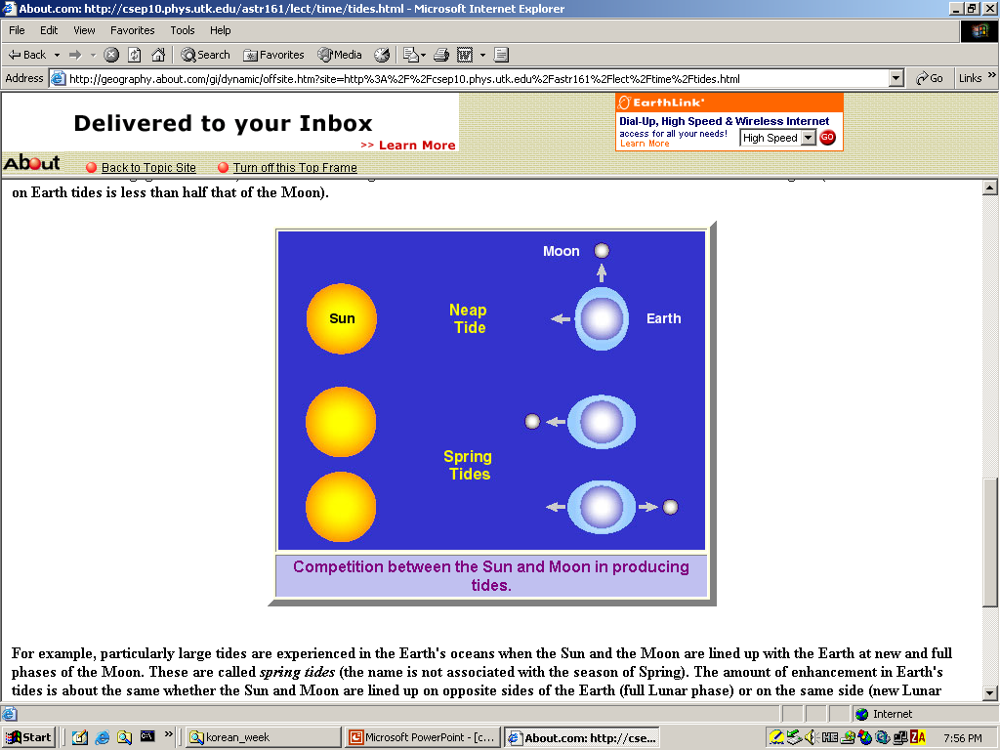 About.com: http://csep10.phys.utk.edu/astr161/lect/time/tides.html - Microsoft Internet Explorer
File Edit View Favorites Tools Help
Back Search Favorites Media
Address http://geography.about.com/gi/dynamic/offsite.htm?site=http%3A%2F%2Fcsep10.phys.utk.edu%2Fastr161%2Flect%2Ftime%2Ftides.html Go Links »
Delivered to your Inbox
>> Learn More
EarthLink
Dial-Up, High Speed & Wireless Internet
access for all your needs!
Learn More
High Speed GO
About Back to Topic Site Turn off this Top Frame
on Earth tides is less than half that of the Moon).
Moon
Sun
Neap
Tide
Earth
Spring
Tides
Competition between the Sun and Moon in producing
tides.
For example, particularly large tides are experienced in the Earth's oceans when the Sun and the Moon are lined up with the Earth at new and full
phases of the Moon. These are called spring tides (the name is not associated with the season of Spring). The amount of enhancement in Earth's
tides is about the same whether the Sun and Moon are lined up on opposite sides of the Earth (full Lunar phase) or on the same side (new Lunar
Internet
Start » korean_week Microsoft PowerPoint - [c... About.com: http://cse... 7:56 PM